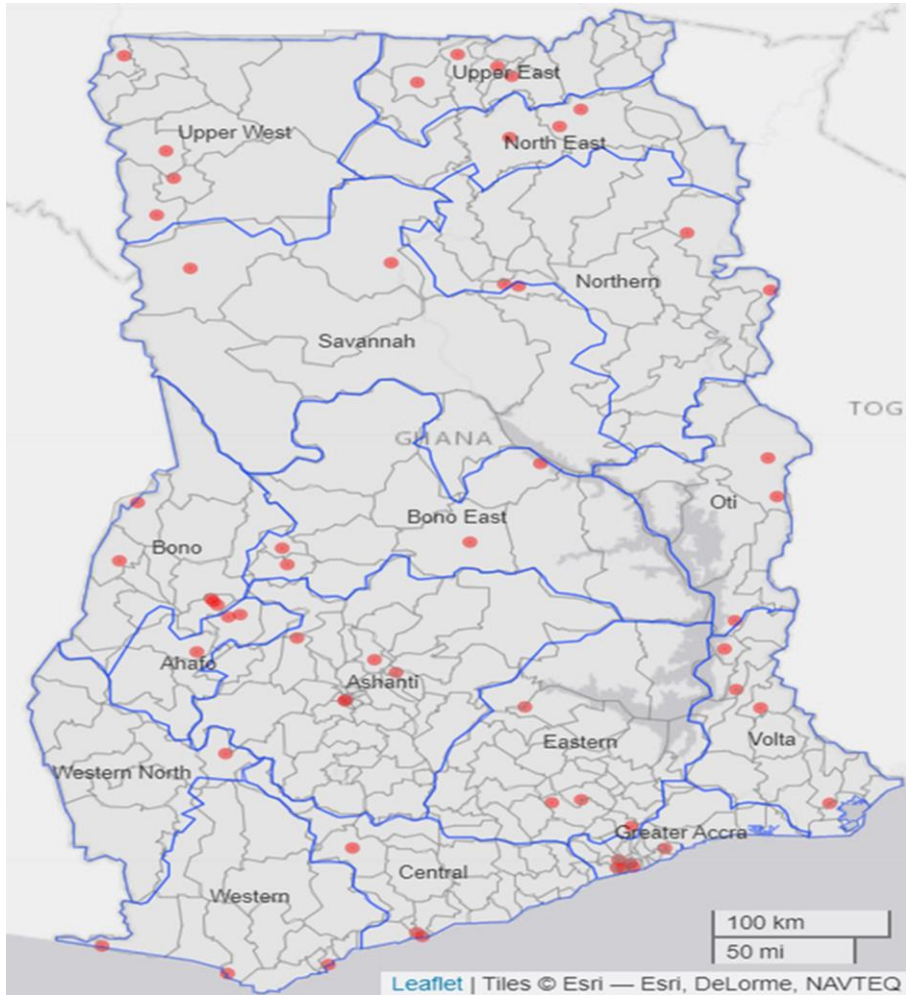 Upper East
Upper West
North East
Northern
Savannah
TOG
GHANA
Oti
Bono East
Bono
Ahafo
Ashanti
Eastern
Volta
Western North
Greater Accra
Central
Western
100 km
50 mi
Leaflet | Tiles © Esri — Esri, DeLorme, NAVTEQ